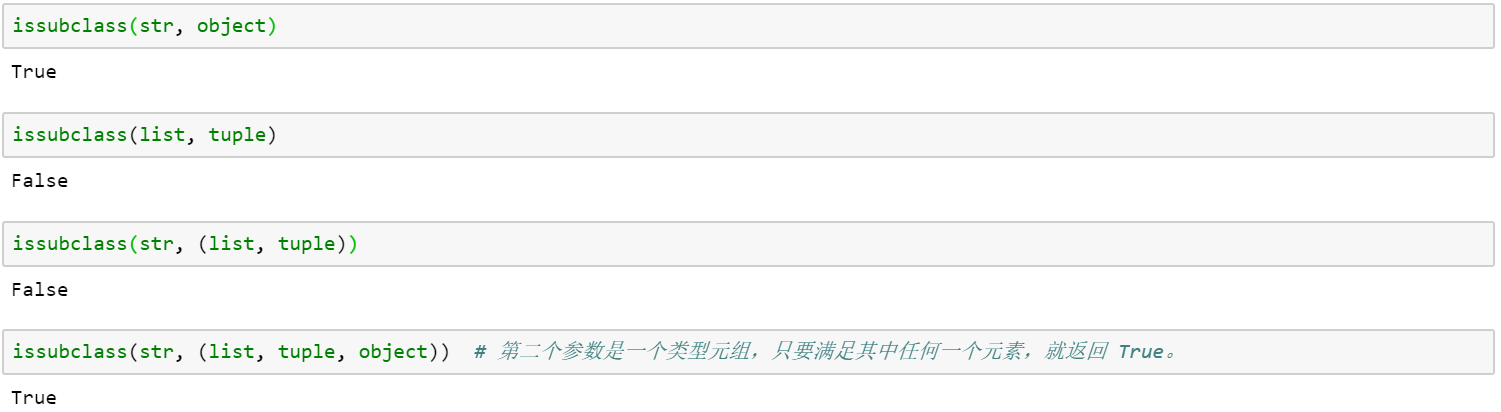 issubclass(str, object)
True
issubclass(list, tuple)
False
issubclass(str, (list, tuple))
False
issubclass(str, (list, tuple, object))  # 第二个参数是一个类型元组，只要满足其中任何一个元素，就返回 True。
True